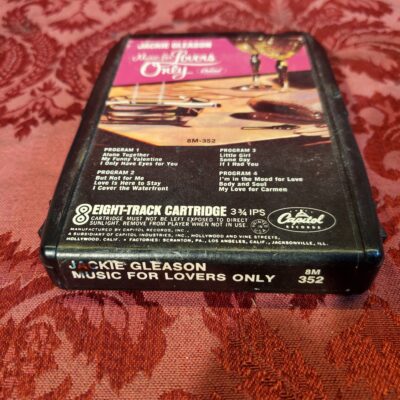 JACKIE GLEASON
Music for Lovers
Only
8M-352
PROGRAM 1
Alone Together
My Funny Valentine
I Only Have Eyes for You
PROGRAM 2
But Not for Me
Love Is Here to Stay
I Cover the Waterfront
PROGRAM 3
Little Girl
Some Day
If I Had You
PROGRAM 4
I'm in the Mood for Love
Body and Soul
My Love for Carmen
8 EIGHT-TRACK CARTRIDGE 3¾ IPS
CARTRIDGE MUST NOT BE LEFT EXPOSED TO DIRECT
SUNLIGHT. REMOVE FROM PLAYER WHEN NOT IN USE.
MANUFACTURED BY CAPITOL RECORDS, INC.,
A SUBSIDIARY OF CAPITOL INDUSTRIES, INC., HOLLYWOOD AND VINE STREETS,
HOLLYWOOD, CALIF. • FACTORIES: SCRANTON, PA., LOS ANGELES, CALIF., JACKSONVILLE, ILL.
Capitol
RECORDS
JACKIE GLEASON
MUSIC FOR LOVERS ONLY
8M
352